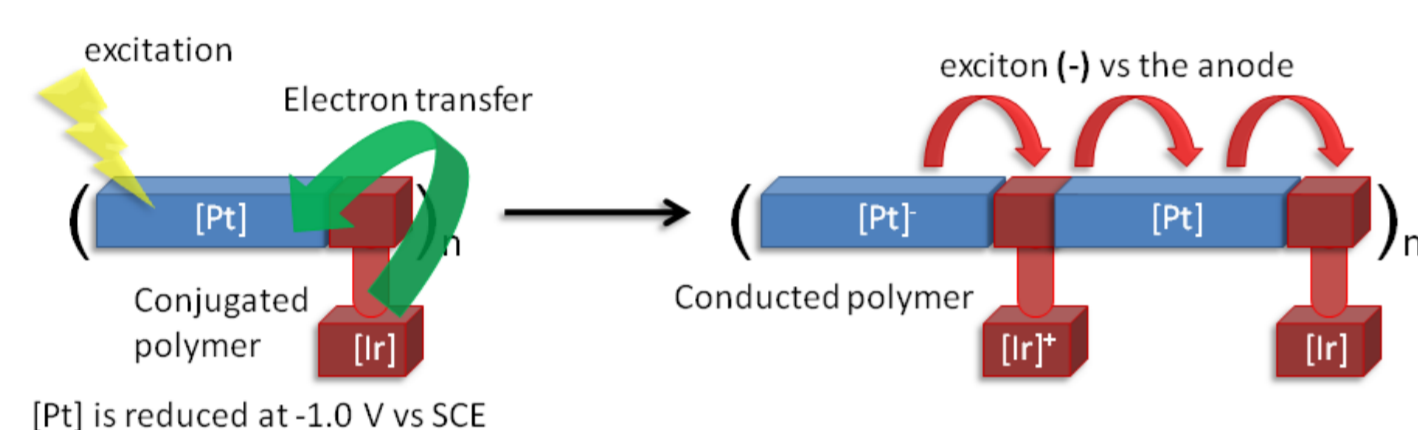 excitation
Electron transfer
( [Pt] )n
Conjugated
polymer
[Ir]
[Pt] is reduced at -1.0 V vs SCE
exciton (-) vs the anode
( [Pt]- [Pt] )n
Conducted polymer
[Ir]+ [Ir]